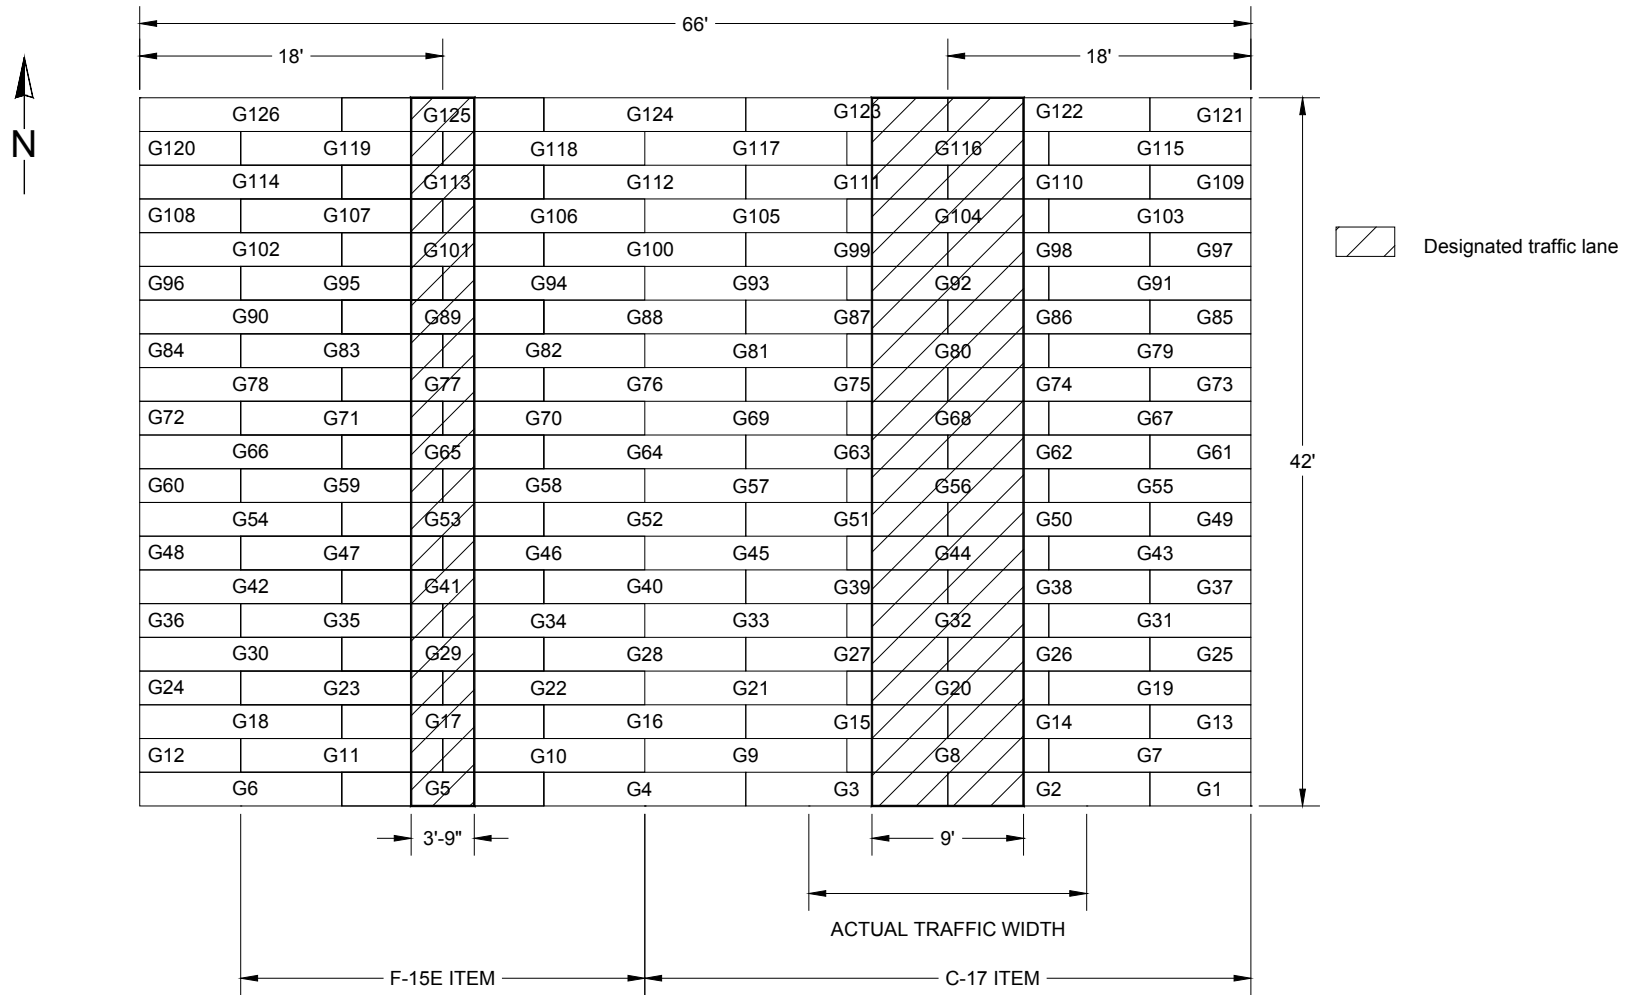 66'
18' 18'
N
G126 G125 G124 G123 G122 G121
G120 G119 G118 G117 G116 G115
G114 G113 G112 G111 G110 G109
G108 G107 G106 G105 G104 G103
G102 G101 G100 G99 G98 G97
G96 G95 G94 G93 G92 G91
G90 G89 G88 G87 G86 G85
G84 G83 G82 G81 G80 G79
G78 G77 G76 G75 G74 G73
G72 G71 G70 G69 G68 G67
G66 G65 G64 G63 G62 G61
G60 G59 G58 G57 G56 G55
G54 G53 G52 G51 G50 G49
G48 G47 G46 G45 G44 G43
G42 G41 G40 G39 G38 G37
G36 G35 G34 G33 G32 G31
G30 G29 G28 G27 G26 G25
G24 G23 G22 G21 G20 G19
G18 G17 G16 G15 G14 G13
G12 G11 G10 G9 G8 G7
G6 G5 G4 G3 G2 G1
Designated traffic lane
42'
3'-9" 9'
ACTUAL TRAFFIC WIDTH
F-15E ITEM C-17 ITEM